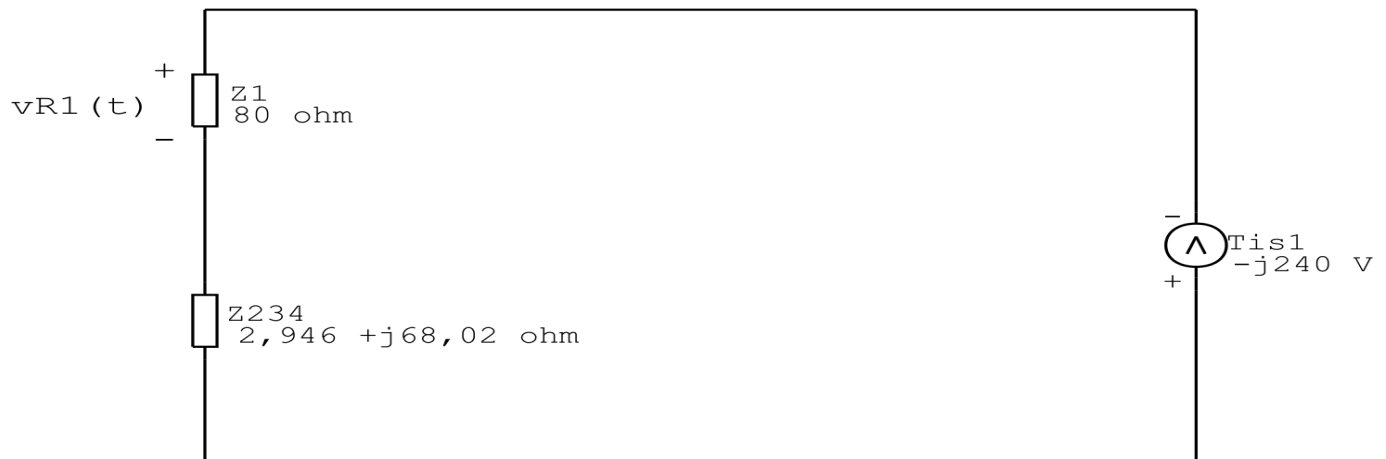 +
vR1(t)
-
Z1
80 ohm
-
Tis1
-j240 V
+
Z234
2,946 +j68,02 ohm